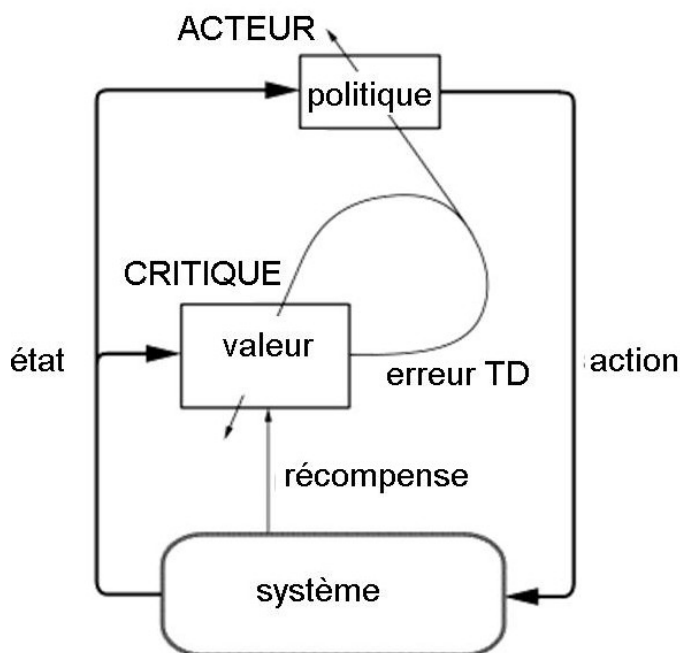 ACTEUR
politique
CRITIQUE
valeur
état
erreur TD
action
récompense
système